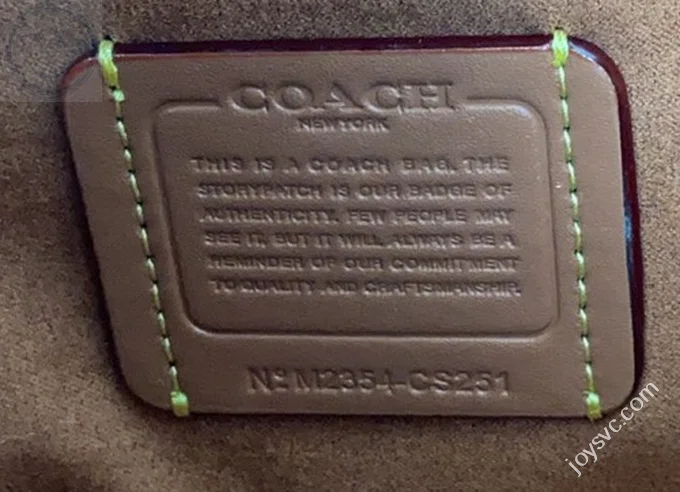 COACH
NEW YORK
THIS IS A COACH BAG. THE
STORYPATCH IS OUR BADGE OF
AUTHENTICITY. FEW PEOPLE MAY
SEE IT, BUT IT WILL ALWAYS BE A
REMINDER OF OUR COMMITMENT
TO QUALITY AND CRAFTSMANSHIP.
Nº M2354-CS251
joysvc.com